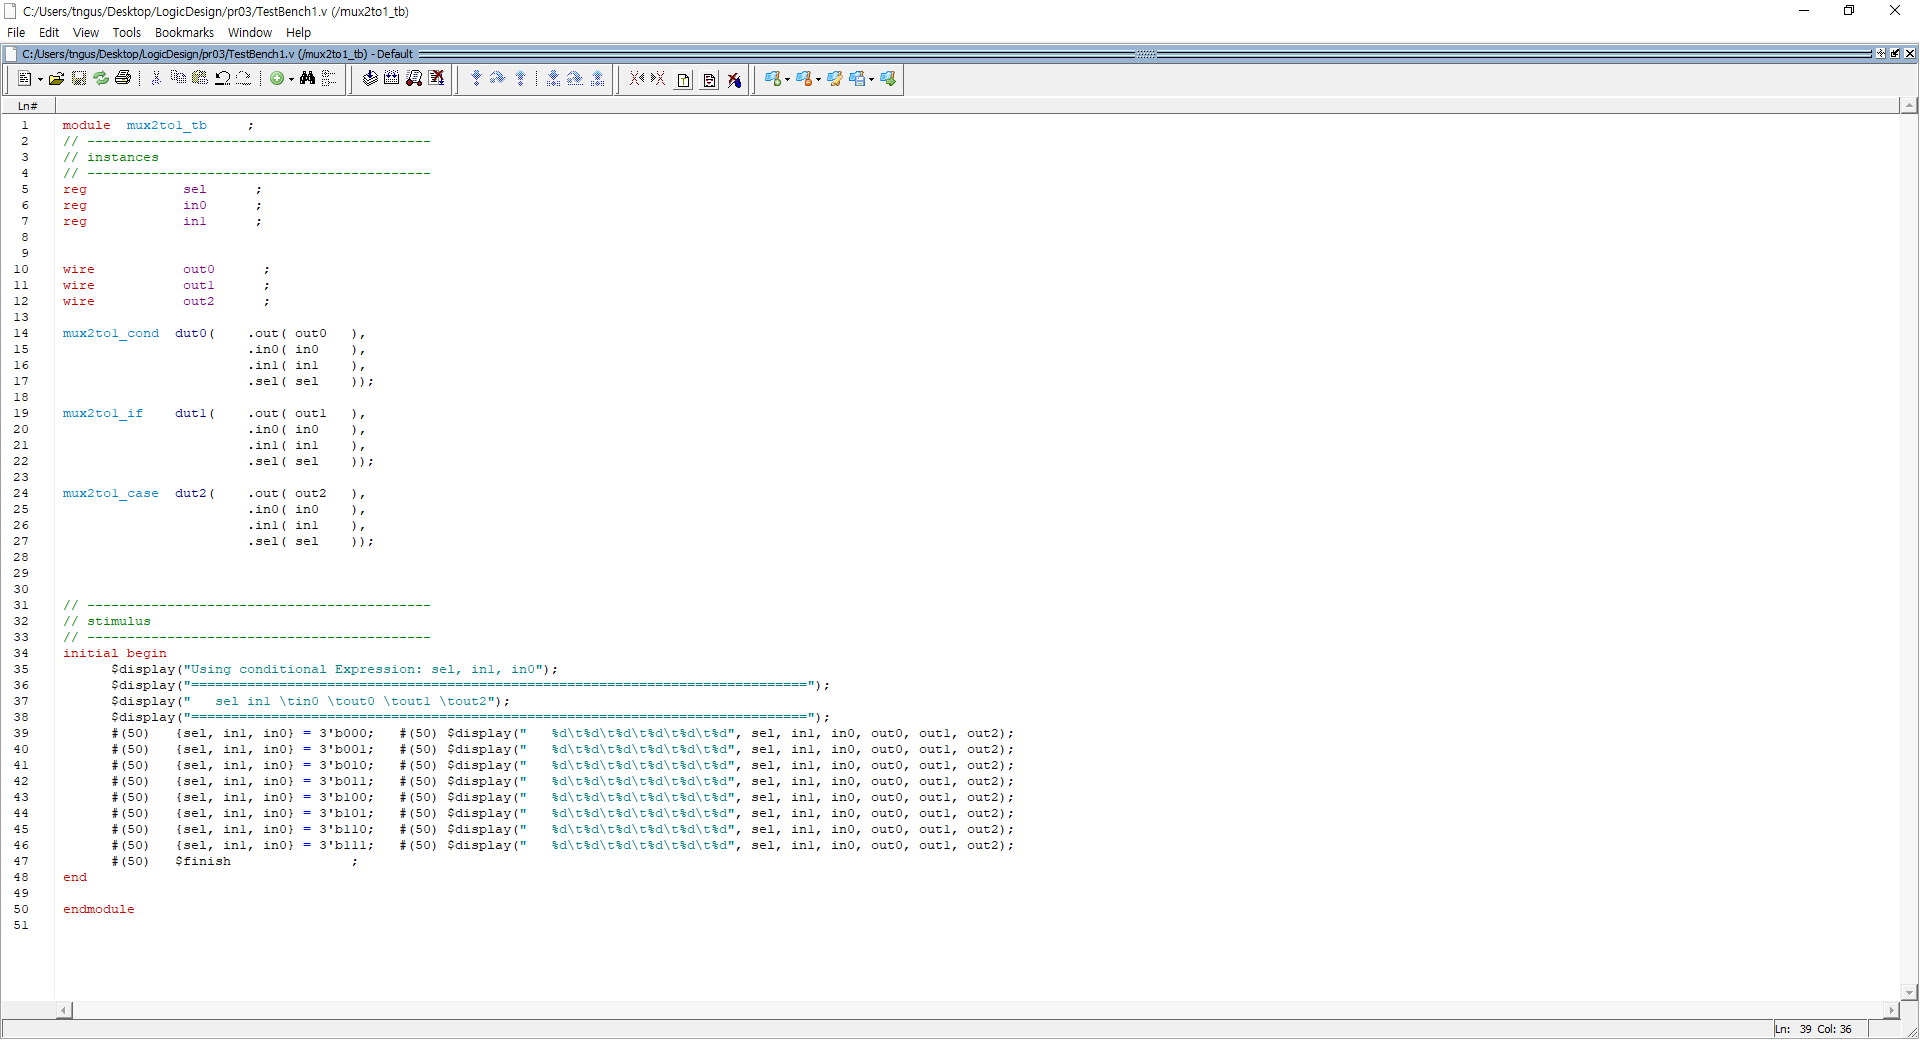 C:/Users/tngus/Desktop/LogicDesign/pr03/TestBench1.v (/mux2to1_tb)
File Edit View Tools Bookmarks Window Help
C:/Users/tngus/Desktop/LogicDesign/pr03/TestBench1.v (/mux2to1_tb) - Default
Ln#
1 module mux2to1_tb ;
2 // -------------------------------------------
3 // instances
4 // -------------------------------------------
5 reg sel ;
6 reg in0 ;
7 reg in1 ;
8
9
10 wire out0 ;
11 wire out1 ;
12 wire out2 ;
13
14 mux2to1_cond dut0( .out( out0 ),
15 .in0( in0 ),
16 .in1( in1 ),
17 .sel( sel ));
18
19 mux2to1_if dut1( .out( out1 ),
20 .in0( in0 ),
21 .in1( in1 ),
22 .sel( sel ));
23
24 mux2to1_case dut2( .out( out2 ),
25 .in0( in0 ),
26 .in1( in1 ),
27 .sel( sel ));
28
29
30
31 // -------------------------------------------
32 // stimulus
33 // -------------------------------------------
34 initial begin
35 $display("Using conditional Expression: sel, in1, in0");
36 $display("=============================================================================");
37 $display("   sel in1 \tin0 \tout0 \tout1 \tout2");
38 $display("=============================================================================");
39 #(50) {sel, in1, in0} = 3'b000; #(50) $display("   %d\t%d\t%d\t%d\t%d\t%d", sel, in1, in0, out0, out1, out2);
40 #(50) {sel, in1, in0} = 3'b001; #(50) $display("   %d\t%d\t%d\t%d\t%d\t%d", sel, in1, in0, out0, out1, out2);
41 #(50) {sel, in1, in0} = 3'b010; #(50) $display("   %d\t%d\t%d\t%d\t%d\t%d", sel, in1, in0, out0, out1, out2);
42 #(50) {sel, in1, in0} = 3'b011; #(50) $display("   %d\t%d\t%d\t%d\t%d\t%d", sel, in1, in0, out0, out1, out2);
43 #(50) {sel, in1, in0} = 3'b100; #(50) $display("   %d\t%d\t%d\t%d\t%d\t%d", sel, in1, in0, out0, out1, out2);
44 #(50) {sel, in1, in0} = 3'b101; #(50) $display("   %d\t%d\t%d\t%d\t%d\t%d", sel, in1, in0, out0, out1, out2);
45 #(50) {sel, in1, in0} = 3'b110; #(50) $display("   %d\t%d\t%d\t%d\t%d\t%d", sel, in1, in0, out0, out1, out2);
46 #(50) {sel, in1, in0} = 3'b111; #(50) $display("   %d\t%d\t%d\t%d\t%d\t%d", sel, in1, in0, out0, out1, out2);
47 #(50) $finish ;
48 end
49
50 endmodule
51
Ln: 39 Col: 36